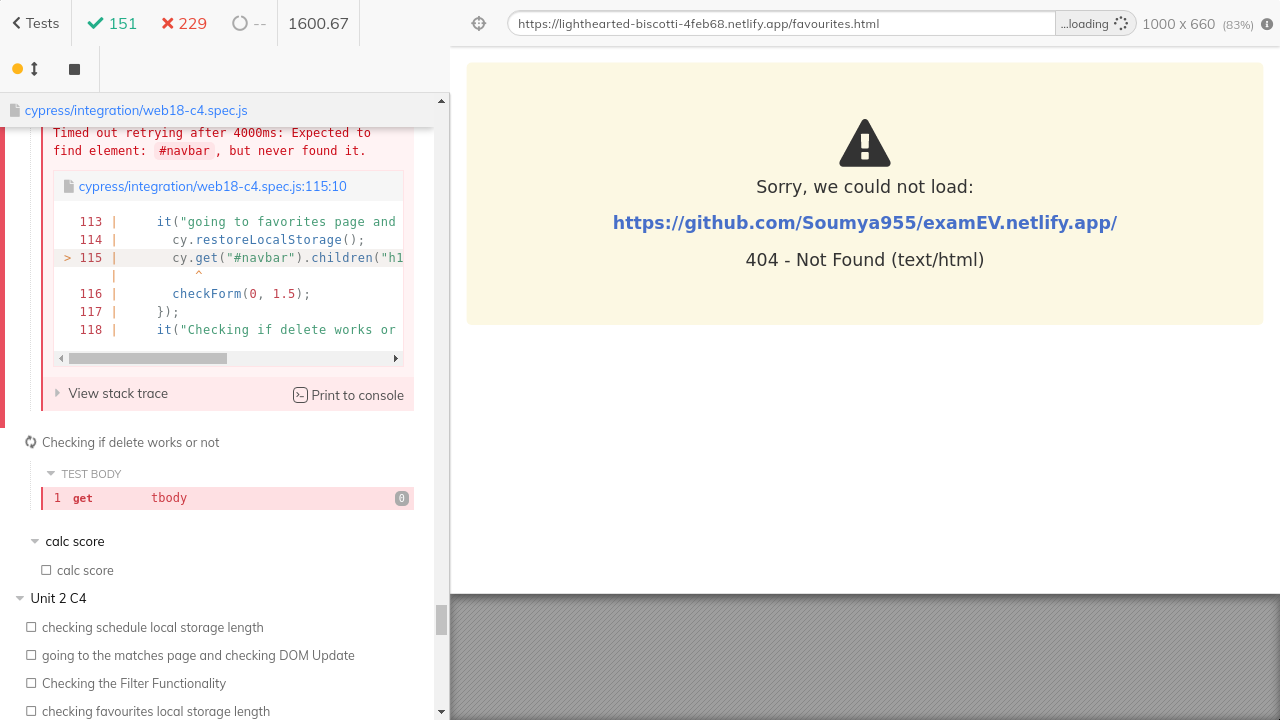 Tests
151
229
--
1600.67
https://lighthearted-biscotti-4feb68.netlify.app/favourites.html
...loading
1000 x 660 (83%)
cypress/integration/web18-c4.spec.js
Timed out retrying after 4000ms: Expected to
find element: #navbar, but never found it.
cypress/integration/web18-c4.spec.js:115:10
113 | it("going to favorites page and
114 | cy.restoreLocalStorage();
> 115 | cy.get("#navbar").children("h1
| ^
116 | checkForm(0, 1.5);
117 | });
118 | it("Checking if delete works or
View stack trace
Print to console
Checking if delete works or not
TEST BODY
1 get tbody 0
calc score
calc score
Unit 2 C4
checking schedule local storage length
going to the matches page and checking DOM Update
Checking the Filter Functionality
checking favourites local storage length
Sorry, we could not load:
https://github.com/Soumya955/examEV.netlify.app/
404 - Not Found (text/html)